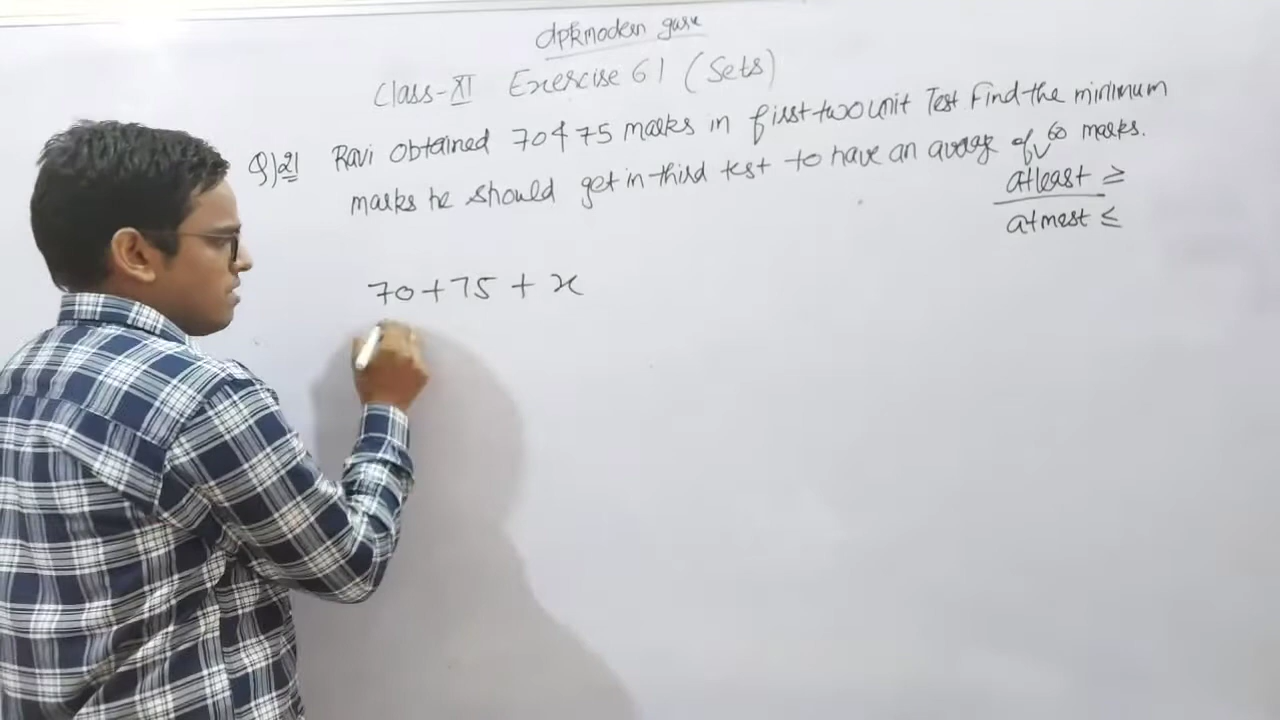 dpkmodern guru
Class-XI Exercise 6 1 (Sets)
Q)21 Ravi obtained 70 & 75 marks in first two unit Test Find the minimum
marks he should get in third test to have an average of 60 marks.
atleast ≥
atmost ≤
70+75+x